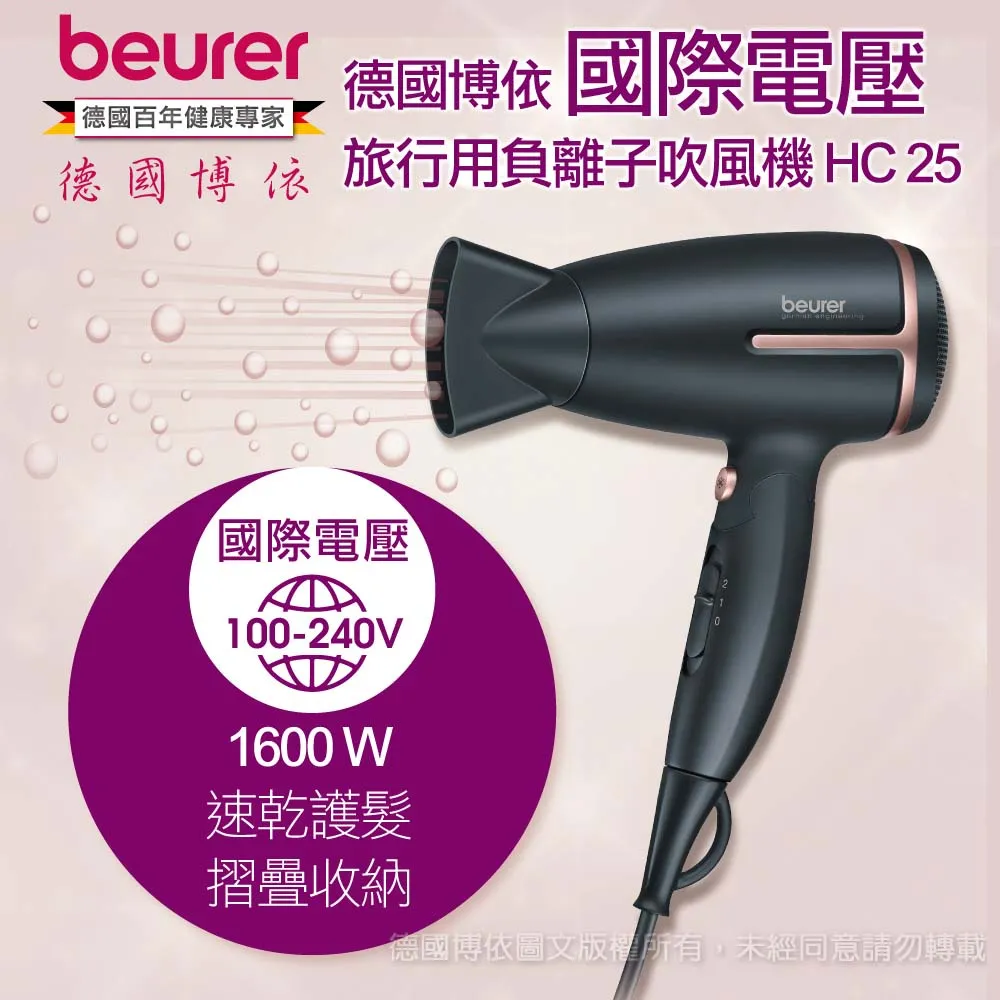 beurer
德國百年健康專家
德國博依
德國博依 國際電壓
旅行用負離子吹風機 HC 25
beurer
german engineering
2
1
0
國際電壓
100-240V
1600 W
速乾護髮
摺疊收納
德國博依圖文版權所有，未經同意請勿轉載